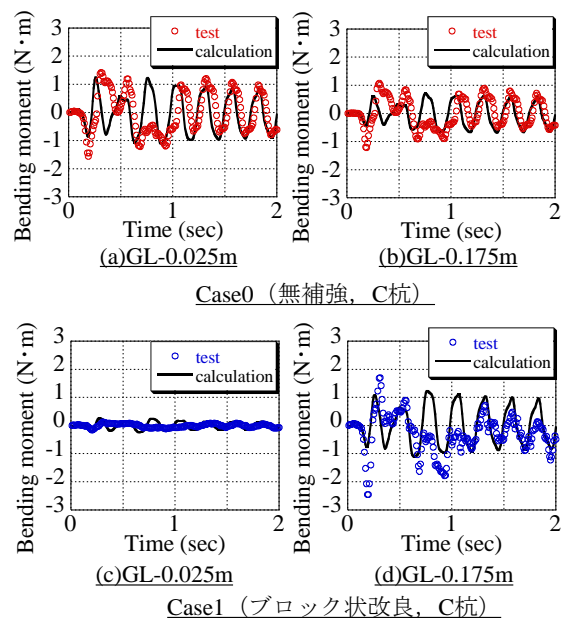 Bending moment (N・m)
3
2
1
0
-1
-2
-3
test
calculation
0
1
2
Time (sec)
(a)GL-0.025m
Bending moment (N・m)
3
2
1
0
-1
-2
-3
test
calculation
0
1
2
Time (sec)
(b)GL-0.175m
Case0（無補強，C杭）
Bending moment (N・m)
3
2
1
0
-1
-2
-3
test
calculation
0
1
2
Time (sec)
(c)GL-0.025m
Bending moment (N・m)
3
2
1
0
-1
-2
-3
test
calculation
0
1
2
Time (sec)
(d)GL-0.175m
Case1（ブロック状改良，C杭）